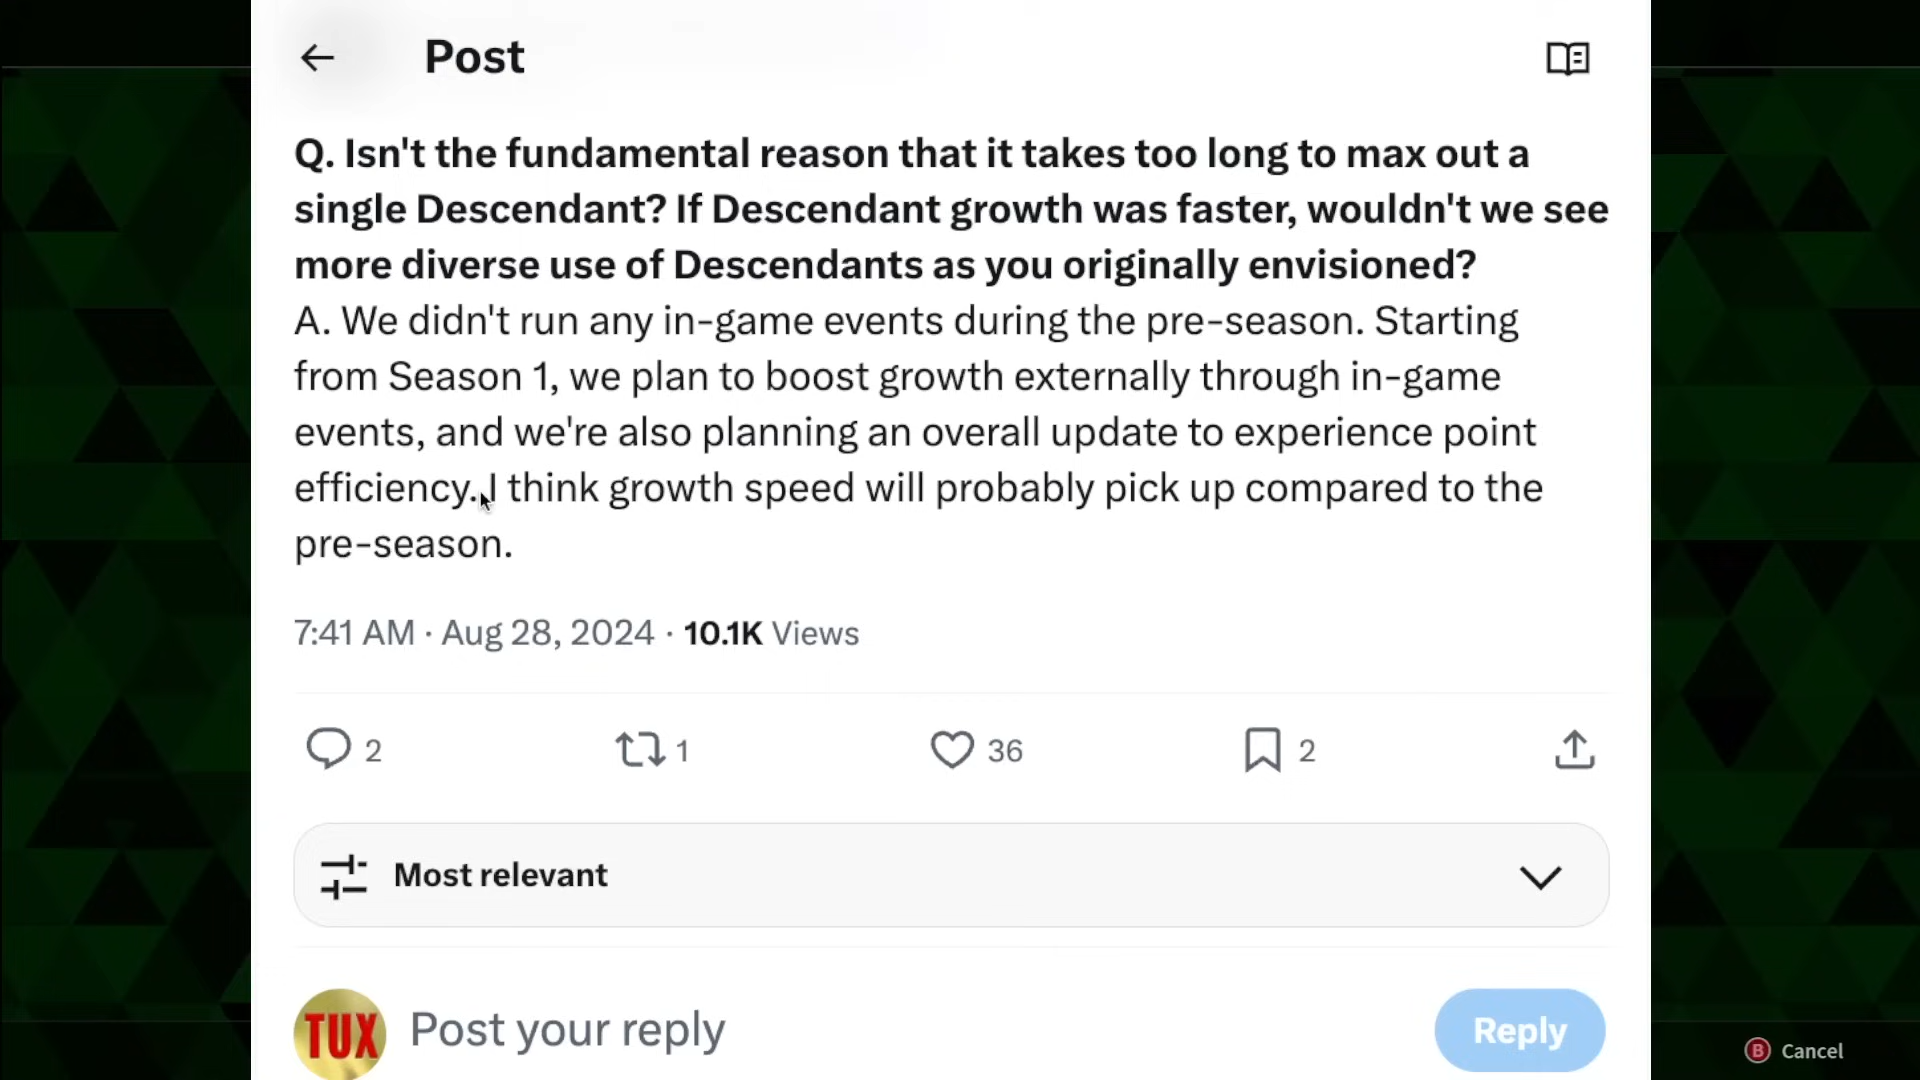 Post
Q. Isn't the fundamental reason that it takes too long to max out a
single Descendant? If Descendant growth was faster, wouldn't we see
more diverse use of Descendants as you originally envisioned?
A. We didn't run any in-game events during the pre-season. Starting
from Season 1, we plan to boost growth externally through in-game
events, and we're also planning an overall update to experience point
efficiency. I think growth speed will probably pick up compared to the
pre-season.
7:41 AM · Aug 28, 2024 · 10.1K Views
2 1 36 2
Most relevant
TUX Post your reply Reply
B Cancel